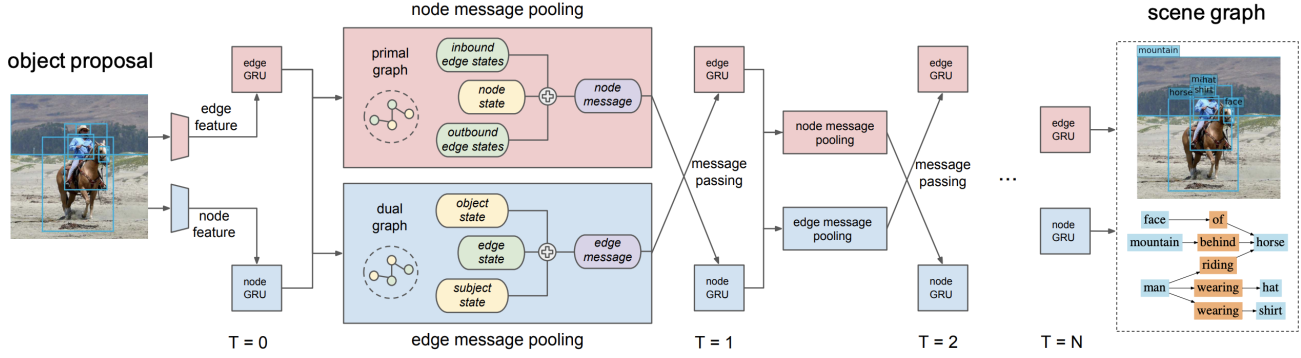 object proposal
edge
feature
node
feature
edge
GRU
node
GRU
T = 0
node message pooling
primal
graph
inbound
edge states
node
state
outbound
edge states
node
message
dual
graph
object
state
edge
state
subject
state
edge
message
edge message pooling
edge
GRU
message
passing
node
GRU
T = 1
node message
pooling
edge message
pooling
edge
GRU
message
passing
node
GRU
T = 2
...
edge
GRU
node
GRU
T = N
scene graph
mountain
hat
shirt
horse
face
face of
mountain behind horse
riding
man wearing hat
wearing shirt